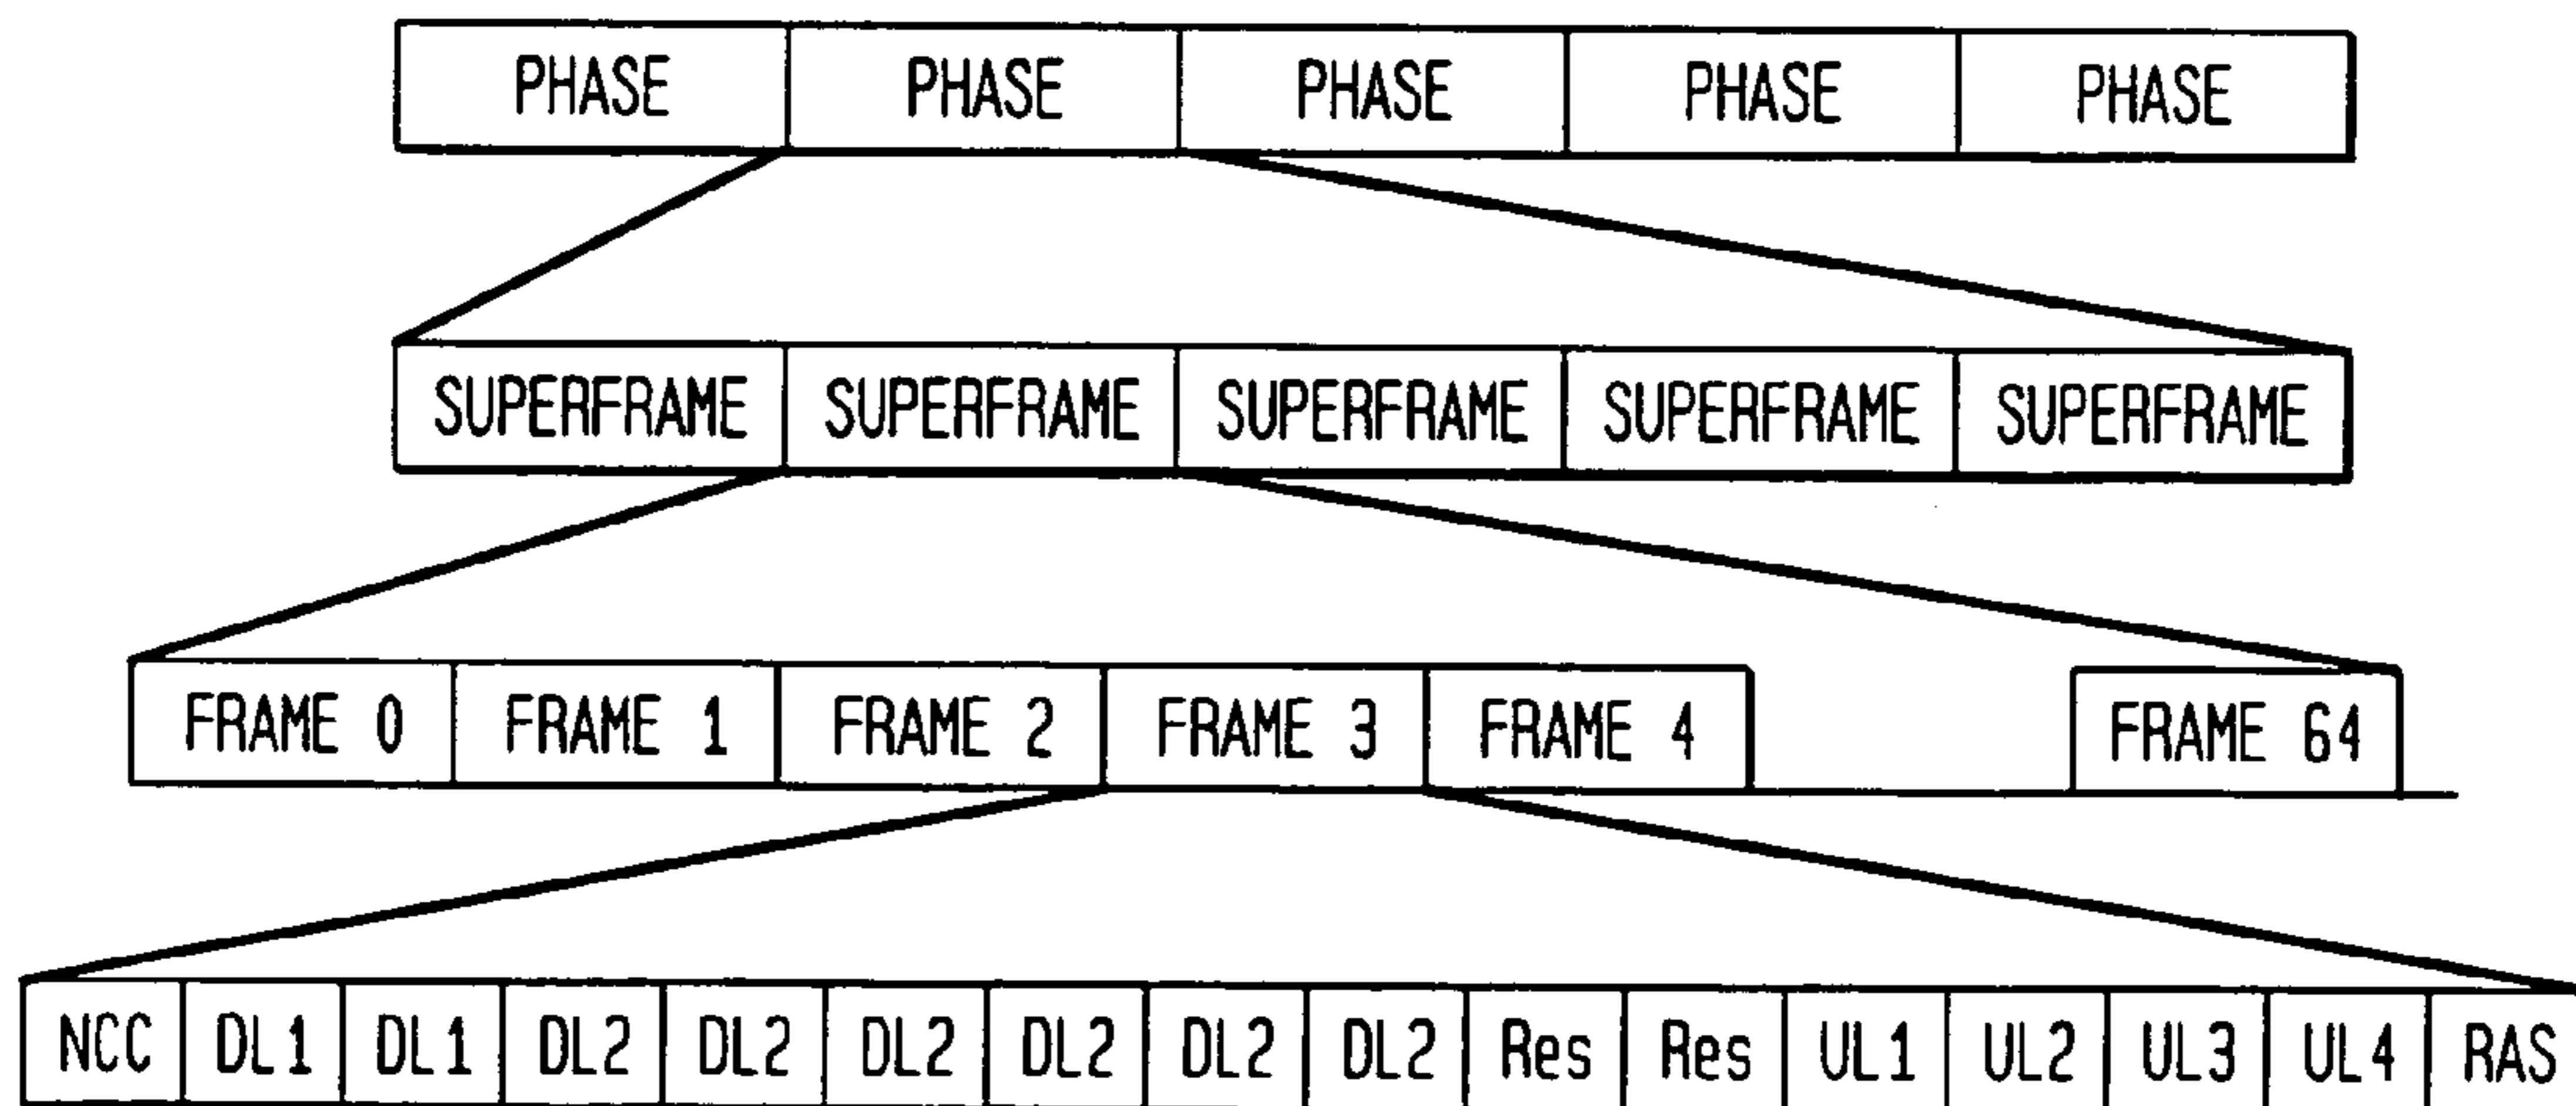 PHASE PHASE PHASE PHASE PHASE
SUPERFRAME SUPERFRAME SUPERFRAME SUPERFRAME SUPERFRAME
FRAME 0 FRAME 1 FRAME 2 FRAME 3 FRAME 4 FRAME 64
NCC DL1 DL1 DL2 DL2 DL2 DL2 DL2 DL2 Res Res UL1 UL2 UL3 UL4 RAS